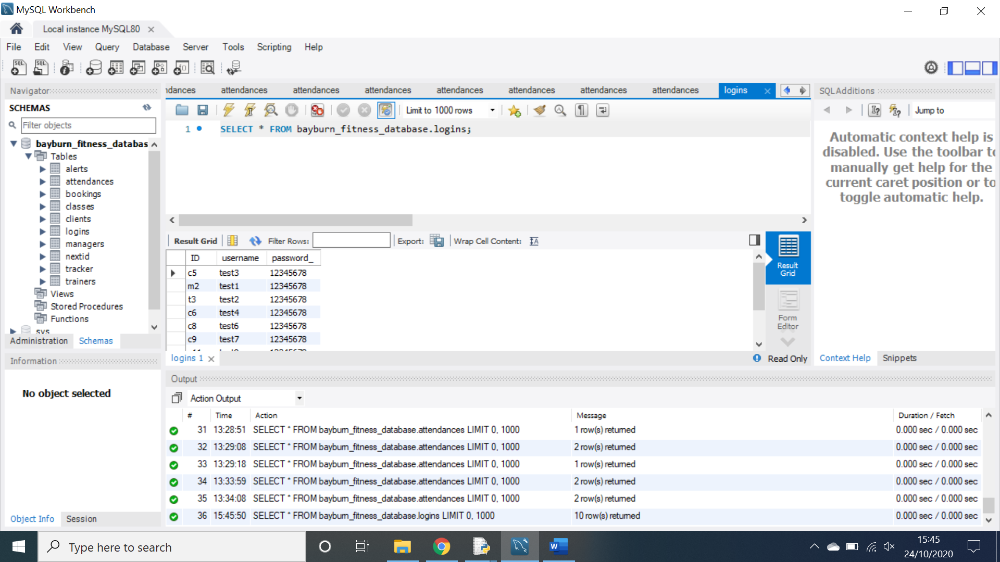 MySQL Workbench
Local instance MySQL80
File Edit View Query Database Server Tools Scripting Help
Navigator
SCHEMAS
Filter objects
bayburn_fitness_databas
Tables
alerts
attendances
bookings
classes
clients
logins
managers
nextid
tracker
trainers
Views
Stored Procedures
Functions
sys
Administration Schemas
Information
No object selected
Object Info Session
ndances attendances attendances attendances attendances attendances attendances attendances logins
Limit to 1000 rows
1 SELECT * FROM bayburn_fitness_database.logins;
Result Grid Filter Rows: Export: Wrap Cell Content:
ID username password_
c5 test3 12345678
m2 test1 12345678
t3 test2 12345678
c6 test4 12345678
c8 test6 12345678
c9 test7 12345678
Result
Grid
Form
Editor
logins 1
Read Only
SQLAdditions
Jump to
Automatic context help is
disabled. Use the toolbar to
manually get help for the
current caret position or to
toggle automatic help.
Context Help Snippets
Output
Action Output
# Time Action Message Duration / Fetch
31 13:28:51 SELECT * FROM bayburn_fitness_database.attendances LIMIT 0, 1000 1 row(s) returned 0.000 sec / 0.000 sec
32 13:29:08 SELECT * FROM bayburn_fitness_database.attendances LIMIT 0, 1000 2 row(s) returned 0.000 sec / 0.000 sec
33 13:29:18 SELECT * FROM bayburn_fitness_database.attendances LIMIT 0, 1000 1 row(s) returned 0.000 sec / 0.000 sec
34 13:33:59 SELECT * FROM bayburn_fitness_database.attendances LIMIT 0, 1000 2 row(s) returned 0.000 sec / 0.000 sec
35 13:34:08 SELECT * FROM bayburn_fitness_database.attendances LIMIT 0, 1000 2 row(s) returned 0.000 sec / 0.000 sec
36 15:45:50 SELECT * FROM bayburn_fitness_database.logins LIMIT 0, 1000 10 row(s) returned 0.000 sec / 0.000 sec
Type here to search
15:45
24/10/2020